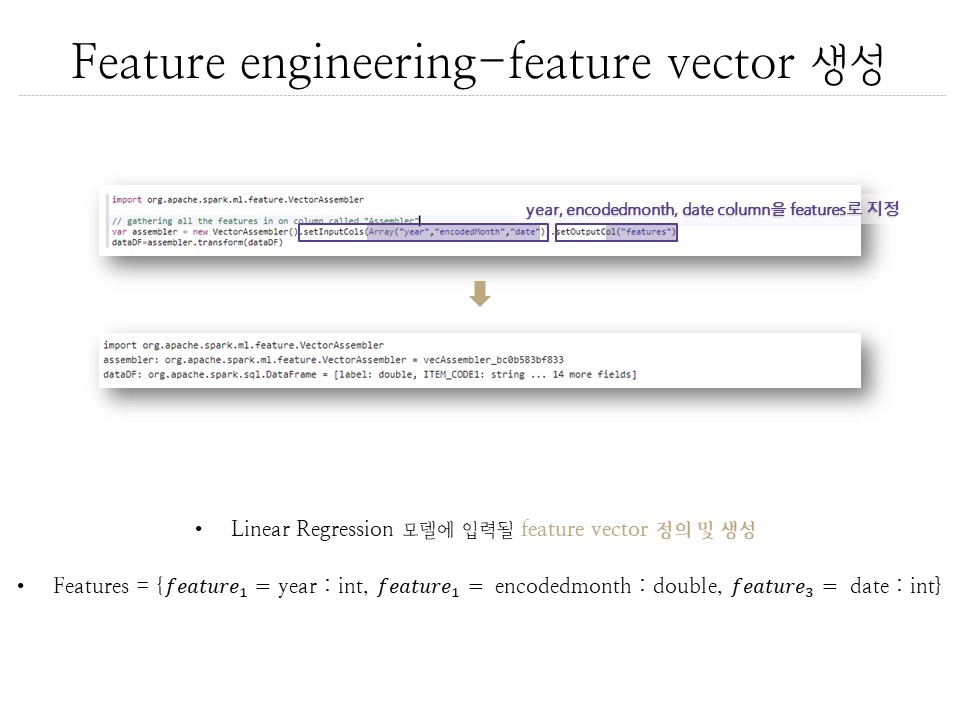 Feature engineering-feature vector 생성
import org.apache.spark.ml.feature.VectorAssembler
year, encodedmonth, date column을 features로 지정
// gathering all the features in on column called "Assembler"
var assembler = new VectorAssembler().setInputCols(Array("year","encodedMonth","date")).setOutputCol("features")
dataDF=assembler.transform(dataDF)
import org.apache.spark.ml.feature.VectorAssembler
assembler: org.apache.spark.ml.feature.VectorAssembler = vecAssembler_bc0b583bf833
dataDF: org.apache.spark.sql.DataFrame = [label: double, ITEM_CODE1: string ... 14 more fields]
• Linear Regression 모델에 입력될 feature vector 정의 및 생성
• Features = {feature₁ = year : int, feature₁ = encodedmonth : double, feature₃ = date : int}